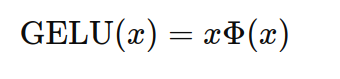 GELU(x) = xΦ(x)